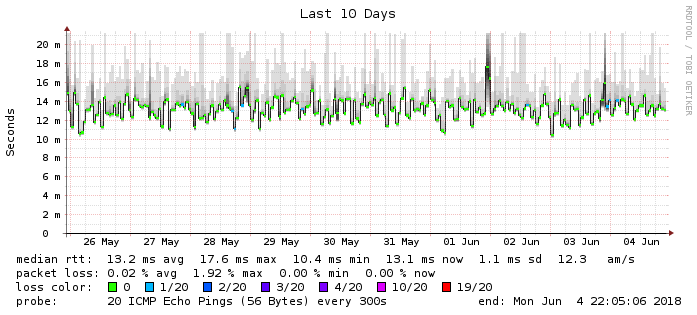 Last 10 Days
RRDTOOL / TOBI OETIKER
Seconds
20 m
18 m
16 m
14 m
12 m
10 m
8 m
6 m
4 m
2 m
0
26 May 27 May 28 May 29 May 30 May 31 May 01 Jun 02 Jun 03 Jun 04 Jun
median rtt: 13.2 ms avg 17.6 ms max 10.4 ms min 13.1 ms now 1.1 ms sd 12.3 am/s
packet loss: 0.02 % avg 1.92 % max 0.00 % min 0.00 % now
loss color: 0 1/20 2/20 3/20 4/20 10/20 19/20
probe: 20 ICMP Echo Pings (56 Bytes) every 300s end: Mon Jun 4 22:05:06 2018